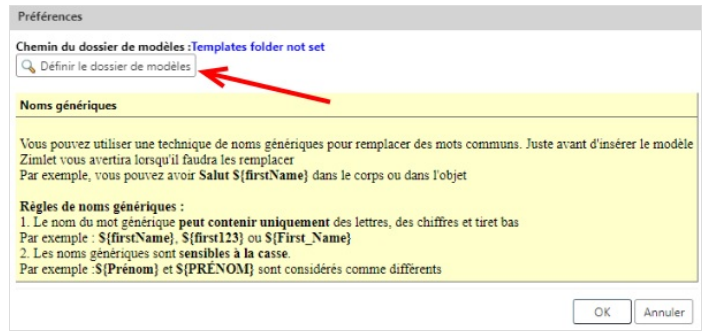 Préférences
Chemin du dossier de modèles :Templates folder not set
Définir le dossier de modèles
Noms génériques
Vous pouvez utiliser une technique de noms génériques pour remplacer des mots communs. Juste avant d'insérer le modèle
Zimlet vous avertira lorsqu'il faudra les remplacer
Par exemple, vous pouvez avoir Salut ${firstName} dans le corps ou dans l'objet
Règles de noms génériques :
1. Le nom du mot générique peut contenir uniquement des lettres, des chiffres et tiret bas
Par exemple : ${firstName}, ${first123} ou ${First_Name}
2. Les noms génériques sont sensibles à la casse.
Par exemple :${Prénom} et ${PRÉNOM} sont considérés comme différents
OK
Annuler